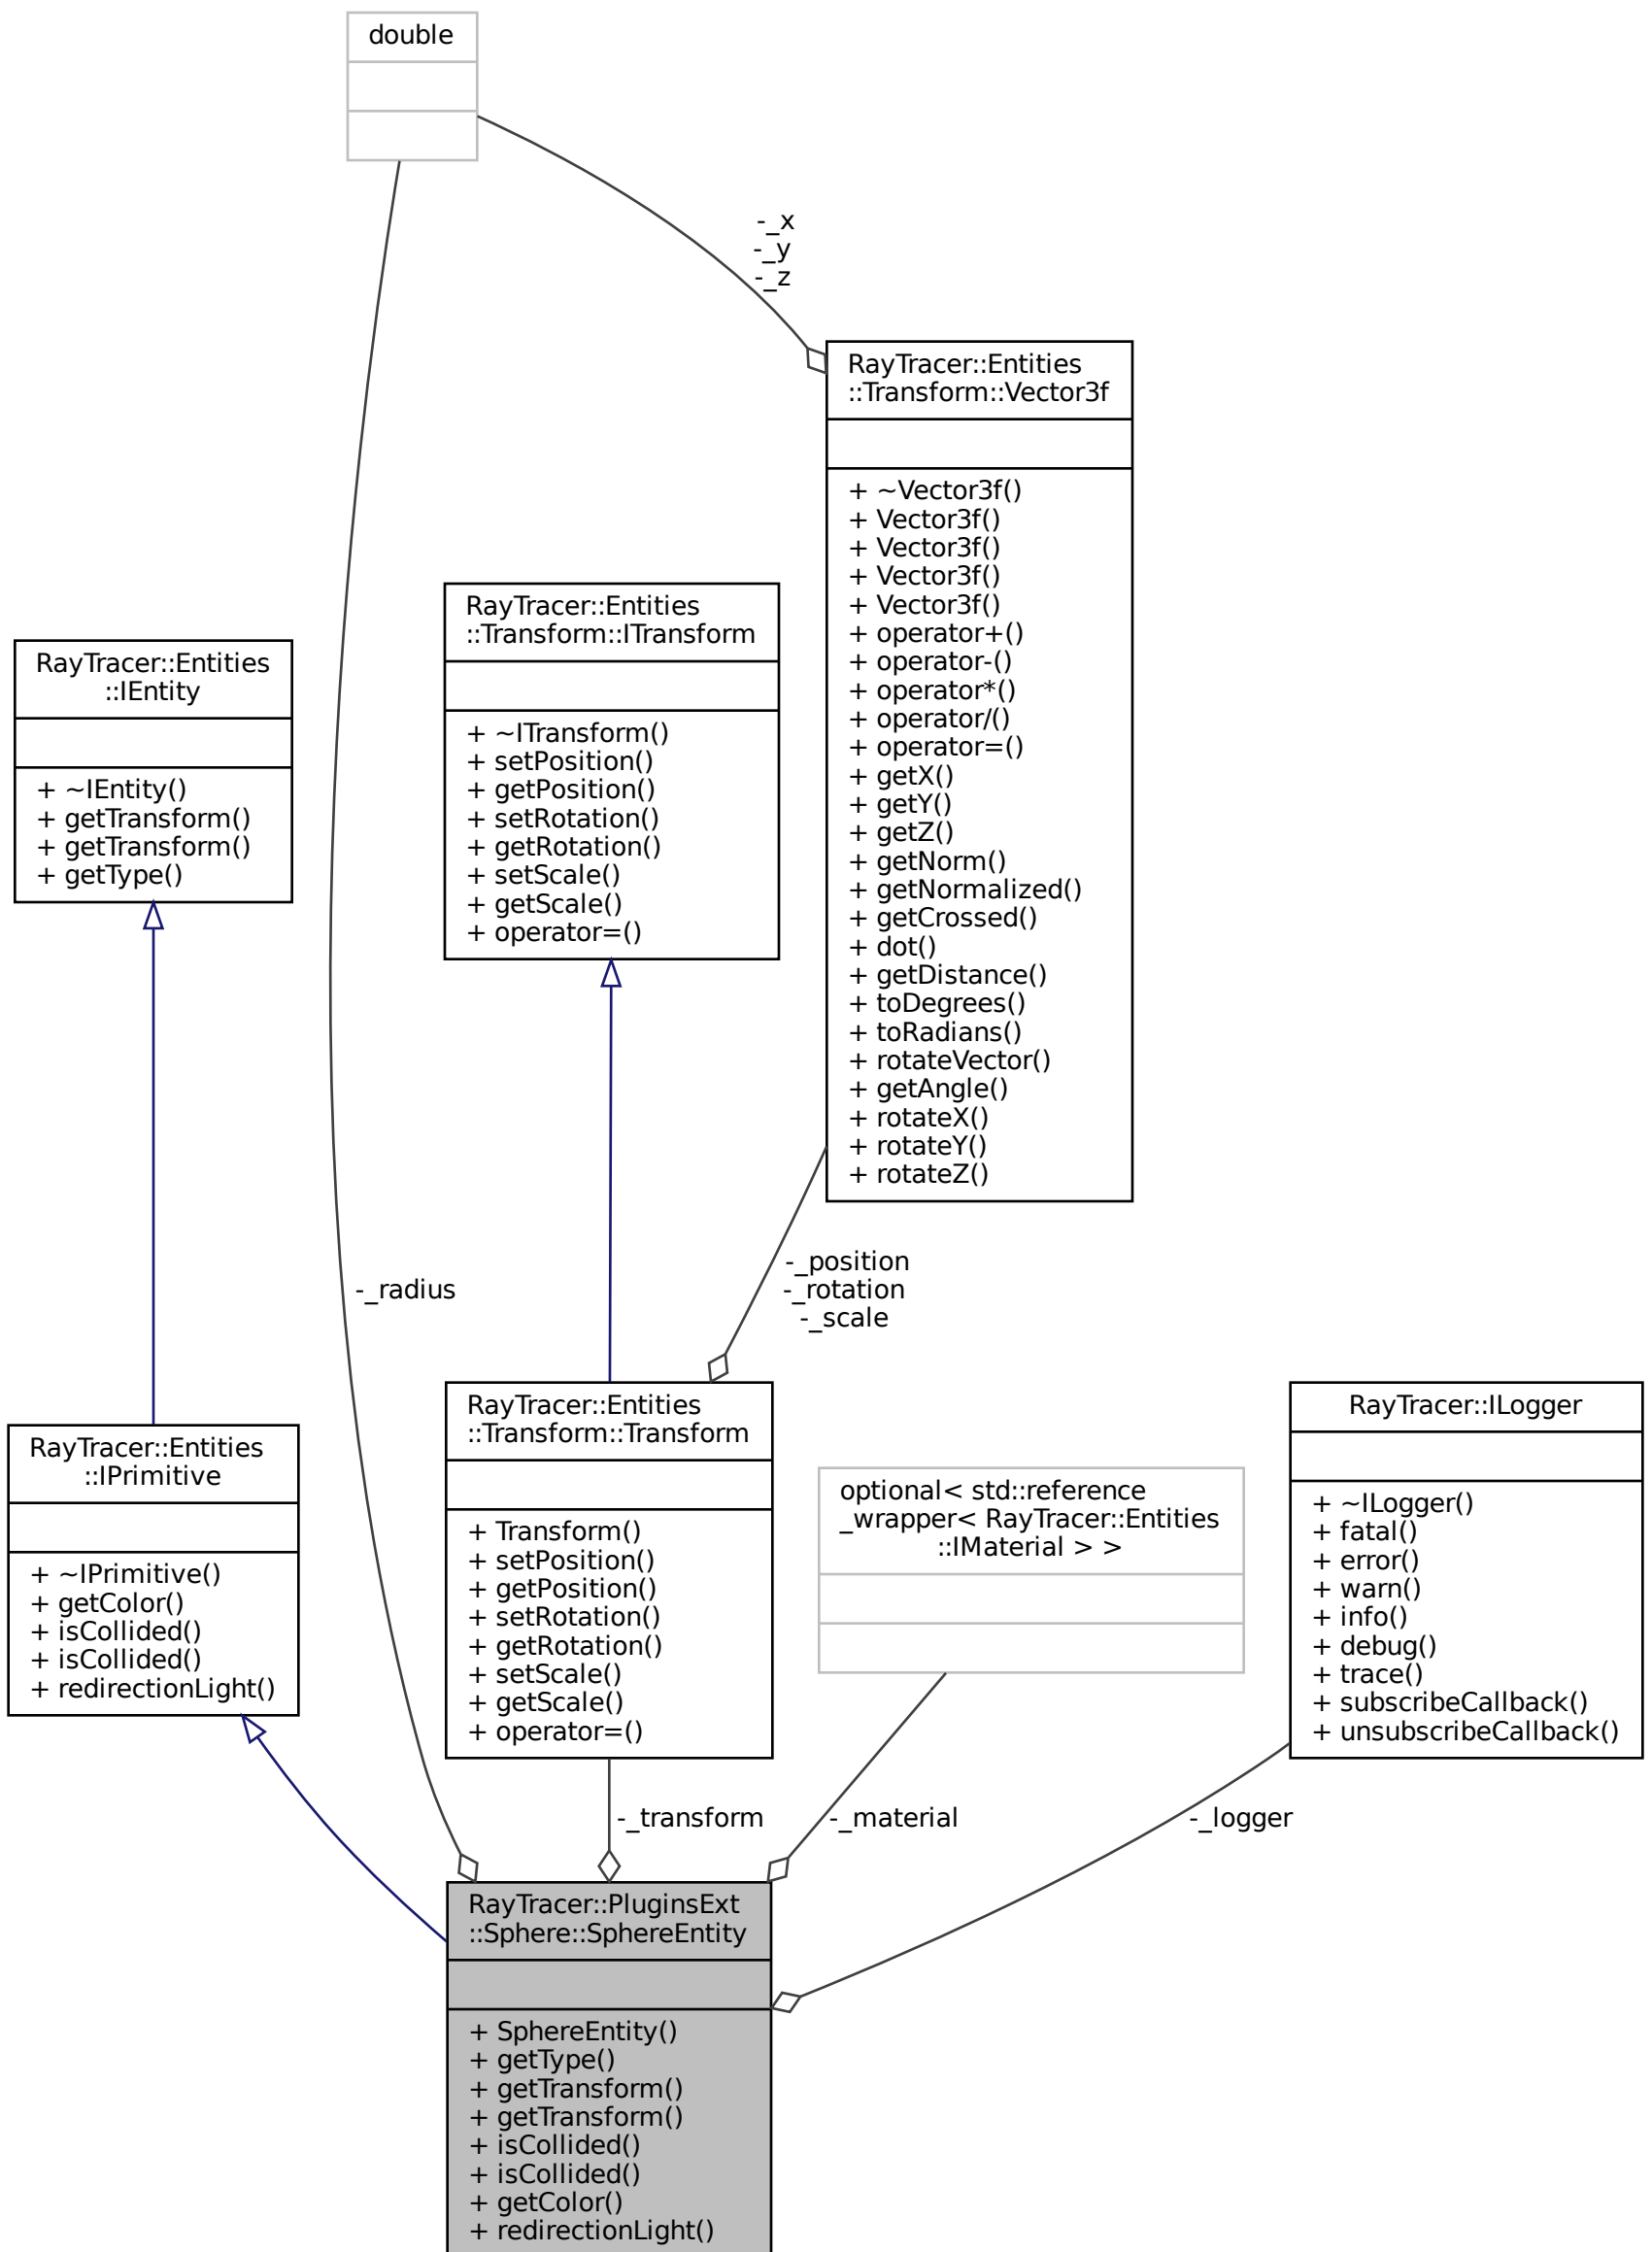 double
-_x
-_y
-_z
RayTracer::Entities
::Transform::Vector3f
+ ~Vector3f()
+ Vector3f()
+ Vector3f()
+ Vector3f()
+ Vector3f()
+ operator+()
+ operator-()
+ operator*()
+ operator/()
+ operator=()
+ getX()
+ getY()
+ getZ()
+ getNorm()
+ getNormalized()
+ getCrossed()
+ dot()
+ getDistance()
+ toDegrees()
+ toRadians()
+ rotateVector()
+ getAngle()
+ rotateX()
+ rotateY()
+ rotateZ()
RayTracer::Entities
::Transform::ITransform
+ ~ITransform()
+ setPosition()
+ getPosition()
+ setRotation()
+ getRotation()
+ setScale()
+ getScale()
+ operator=()
RayTracer::Entities
::IEntity
+ ~IEntity()
+ getTransform()
+ getTransform()
+ getType()
-_radius
-_position
-_rotation
-_scale
RayTracer::Entities
::IPrimitive
+ ~IPrimitive()
+ getColor()
+ isCollided()
+ isCollided()
+ redirectionLight()
RayTracer::Entities
::Transform::Transform
+ Transform()
+ setPosition()
+ getPosition()
+ setRotation()
+ getRotation()
+ setScale()
+ getScale()
+ operator=()
optional< std::reference
_wrapper< RayTracer::Entities
::IMaterial > >
RayTracer::ILogger
+ ~ILogger()
+ fatal()
+ error()
+ warn()
+ info()
+ debug()
+ trace()
+ subscribeCallback()
+ unsubscribeCallback()
-_transform
-_material
-_logger
RayTracer::PluginsExt
::Sphere::SphereEntity
+ SphereEntity()
+ getType()
+ getTransform()
+ getTransform()
+ isCollided()
+ isCollided()
+ getColor()
+ redirectionLight()